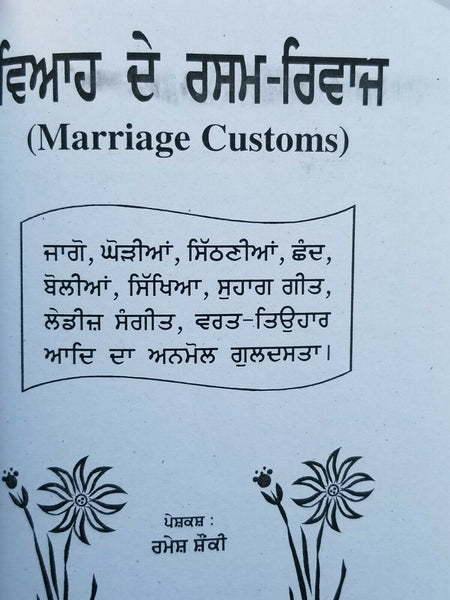 ਵਿਆਹ ਦੇ ਰਸਮ-ਰਿਵਾਜ
(Marriage Customs)
ਜਾਗੋ, ਘੋੜੀਆਂ, ਸਿੱਠਣੀਆਂ, ਛੰਦ,
ਬੋਲੀਆਂ, ਸਿੱਖਿਆ, ਸੁਹਾਗ ਗੀਤ,
ਲੇਡੀਜ਼ ਸੰਗੀਤ, ਵਰਤ-ਤਿਉਹਾਰ
ਆਦਿ ਦਾ ਅਨਮੋਲ ਗੁਲਦਸਤਾ।
ਪੇਸ਼ਕਸ਼ :
ਰਮੇਸ਼ ਸ਼ੌਂਕੀ